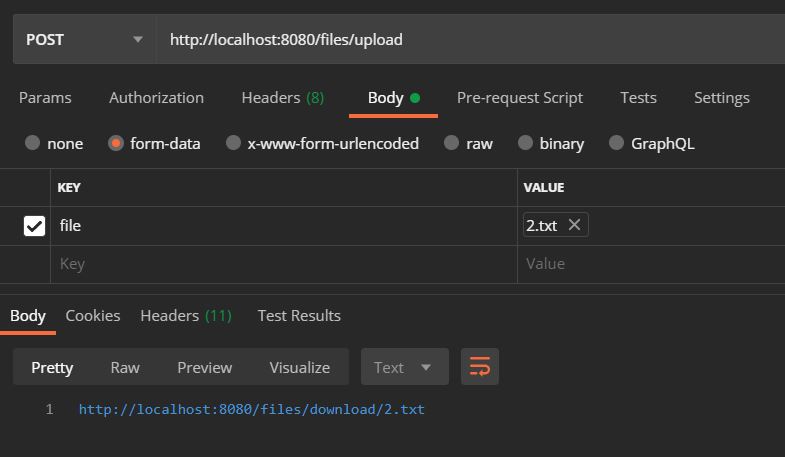 POST http://localhost:8080/files/upload
Params Authorization Headers (8) Body Pre-request Script Tests Settings
none form-data x-www-form-urlencoded raw binary GraphQL
KEY VALUE
file 2.txt
Key Value
Body Cookies Headers (11) Test Results
Pretty Raw Preview Visualize Text
1 http://localhost:8080/files/download/2.txt